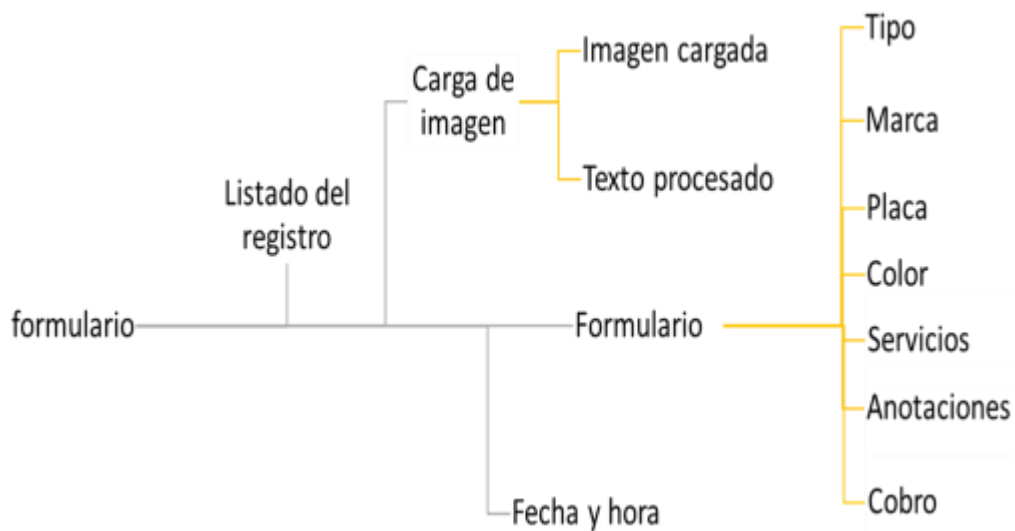 Tipo
Imagen cargada
Carga de
imagen
Marca
Texto procesado
Listado del
registro
Placa
Color
formulario
Formulario
Servicios
Anotaciones
Cobro
Fecha y hora